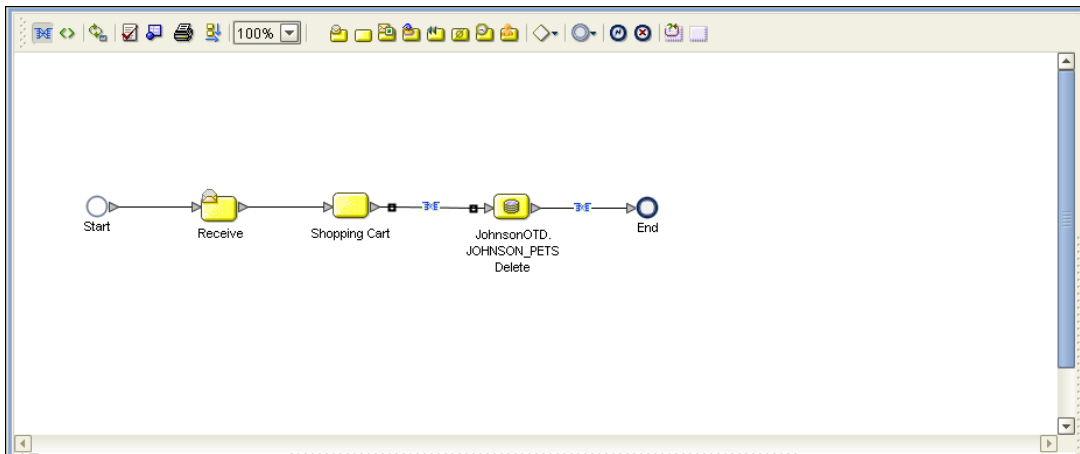 100%
Start
Receive
Shopping Cart
JohnsonOTD.
JOHNSON_PETS
Delete
End